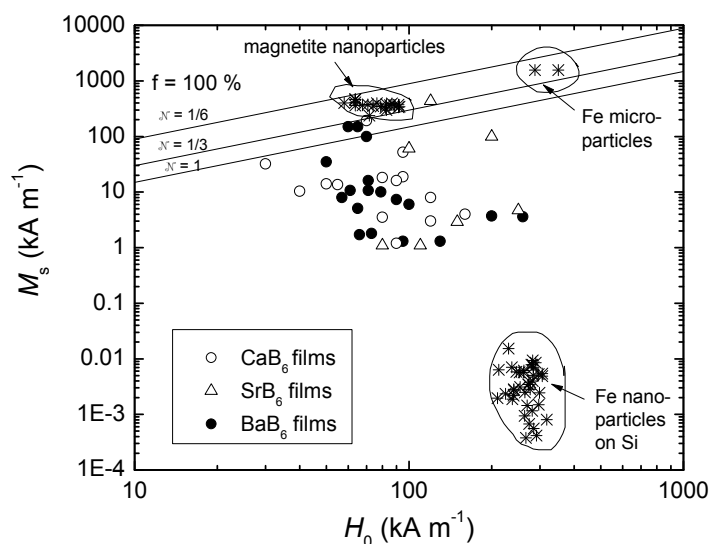 magnetite nanoparticles
f = 100 %
𝒩 = 1/6
𝒩 = 1/3
𝒩 = 1
Fe micro-
particles
Fe nano-
particles
on Si
CaB₆ films
SrB₆ films
BaB₆ films
10000
1000
100
10
1
0.1
0.01
1E-3
1E-4
10
100
1000
Mₛ (kA m⁻¹)
H₀ (kA m⁻¹)